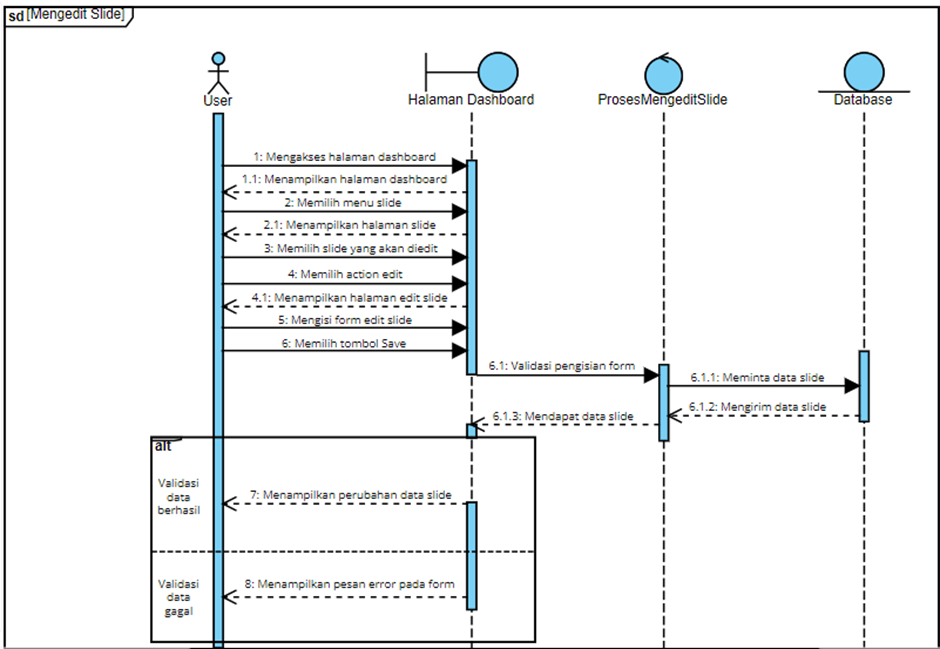 sd [Mengedit Slide]
User
Halaman Dashboard
ProsesMengeditSlide
Database
1: Mengakses halaman dashboard
1.1: Menampilkan halaman dashboard
2: Memilih menu slide
2.1: Menampilkan halaman slide
3: Memilih slide yang akan diedit
4: Memilih action edit
4.1: Menampilkan halaman edit slide
5: Mengisi form edit slide
6: Memilih tombol Save
6.1: Validasi pengisian form
6.1.1: Meminta data slide
6.1.2: Mengirim data slide
6.1.3: Mendapat data slide
alt
Validasi
data
berhasil
7: Menampilkan perubahan data slide
Validasi
data
gagal
8: Menampilkan pesan error pada form